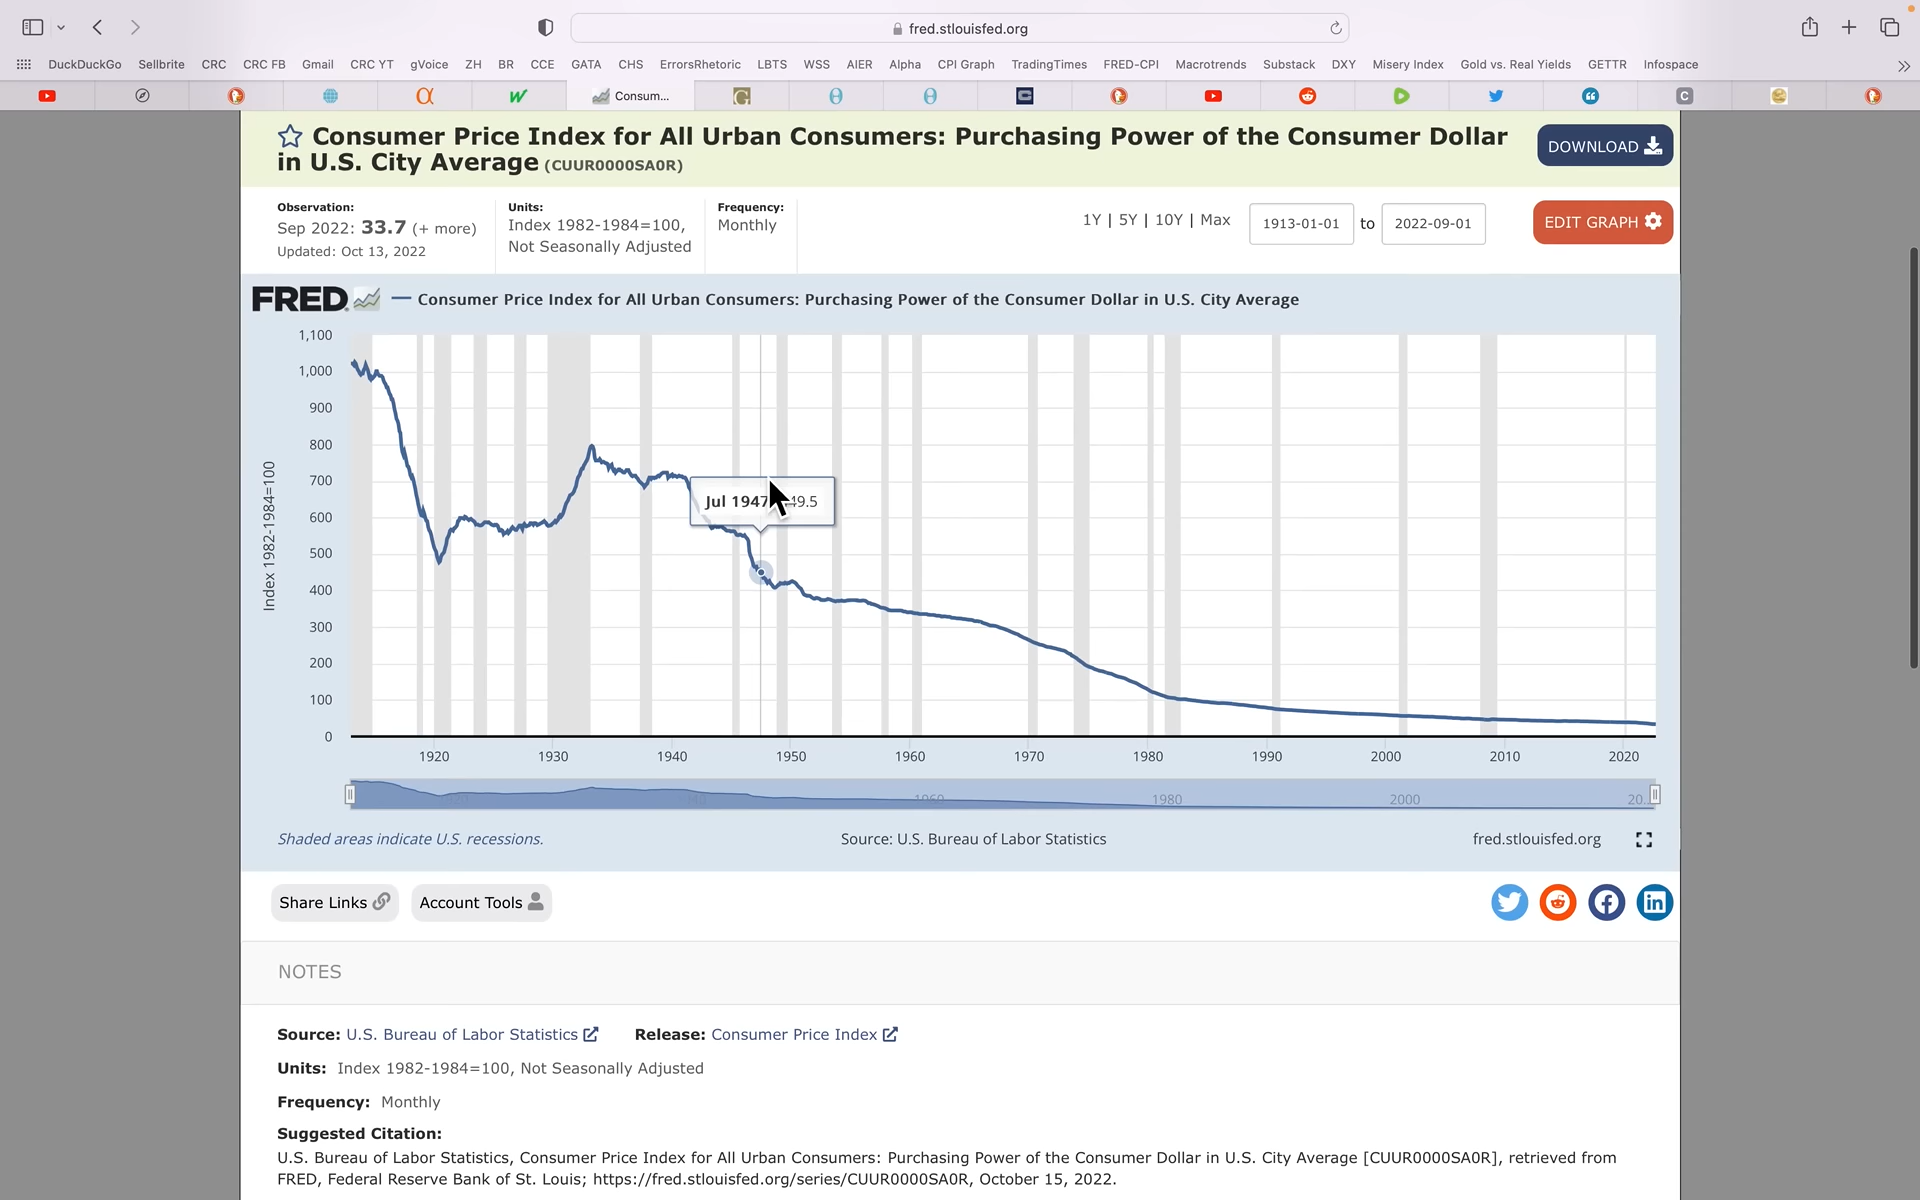 fred.stlouisfed.org
DuckDuckGo Sellbrite CRC CRC FB Gmail CRC YT gVoice ZH BR CCE GATA CHS ErrorsRhetoric LBTS WSS AIER Alpha CPI Graph TradingTimes FRED-CPI Macrotrends Substack DXY Misery Index Gold vs. Real Yields GETTR Infospace
Consum...
Consumer Price Index for All Urban Consumers: Purchasing Power of the Consumer Dollar
in U.S. City Average (CUUR0000SA0R)
DOWNLOAD
Observation:
Sep 2022: 33.7 (+ more)
Updated: Oct 13, 2022
Units:
Index 1982-1984=100,
Not Seasonally Adjusted
Frequency:
Monthly
1Y | 5Y | 10Y | Max
1913-01-01 to 2022-09-01
EDIT GRAPH
FRED
Consumer Price Index for All Urban Consumers: Purchasing Power of the Consumer Dollar in U.S. City Average
Index 1982-1984=100
1,100
1,000
900
800
700
600
500
400
300
200
100
0
Jul 1947 49.5
1920 1930 1940 1950 1960 1970 1980 1990 2000 2010 2020
1960 1980 2000 20...
Shaded areas indicate U.S. recessions.
Source: U.S. Bureau of Labor Statistics
fred.stlouisfed.org
Share Links
Account Tools
NOTES
Source: U.S. Bureau of Labor Statistics
Release: Consumer Price Index
Units: Index 1982-1984=100, Not Seasonally Adjusted
Frequency: Monthly
Suggested Citation:
U.S. Bureau of Labor Statistics, Consumer Price Index for All Urban Consumers: Purchasing Power of the Consumer Dollar in U.S. City Average [CUUR0000SA0R], retrieved from
FRED, Federal Reserve Bank of St. Louis; https://fred.stlouisfed.org/series/CUUR0000SA0R, October 15, 2022.